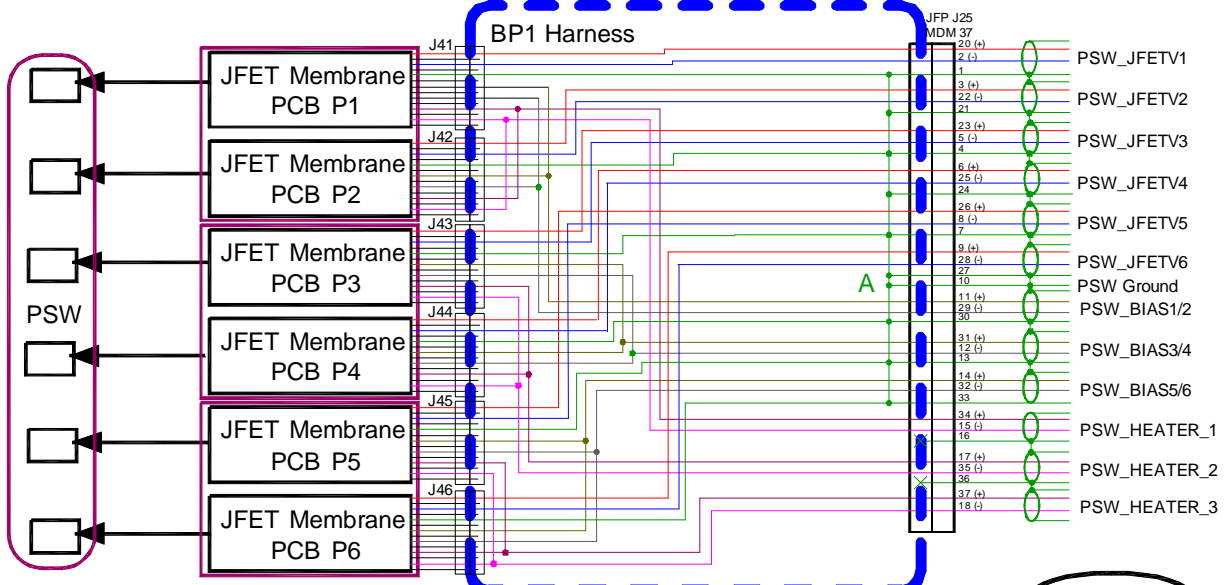 BP1 Harness
JFP J25
MDM 37
J41
JFET Membrane
PCB P1
J42
JFET Membrane
PCB P2
J43
JFET Membrane
PCB P3
PSW
J44
JFET Membrane
PCB P4
J45
JFET Membrane
PCB P5
J46
JFET Membrane
PCB P6
A
20 (+)
2 (-)
1
PSW_JFETV1
3 (+)
22 (-)
21
PSW_JFETV2
23 (+)
5 (-)
4
PSW_JFETV3
6 (+)
25 (-)
24
PSW_JFETV4
26 (+)
8 (-)
7
PSW_JFETV5
9 (+)
28 (-)
27
PSW_JFETV6
10
PSW Ground
11 (+)
29 (-)
30
PSW_BIAS1/2
31 (+)
12 (-)
13
PSW_BIAS3/4
14 (+)
32 (-)
33
PSW_BIAS5/6
34 (+)
15 (-)
16
PSW_HEATER_1
17 (+)
35 (-)
36
PSW_HEATER_2
37 (+)
18 (-)
PSW_HEATER_3